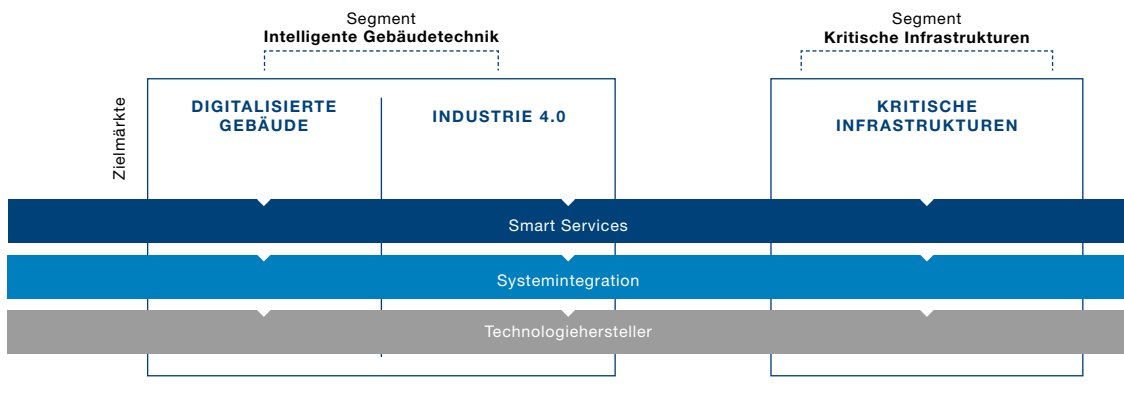 Segment
Intelligente Gebäudetechnik
Segment
Kritische Infrastrukturen
Zielmärkte
DIGITALISIERTE
GEBÄUDE
INDUSTRIE 4.0
KRITISCHE
INFRASTRUKTUREN
Smart Services
Systemintegration
Technologiehersteller